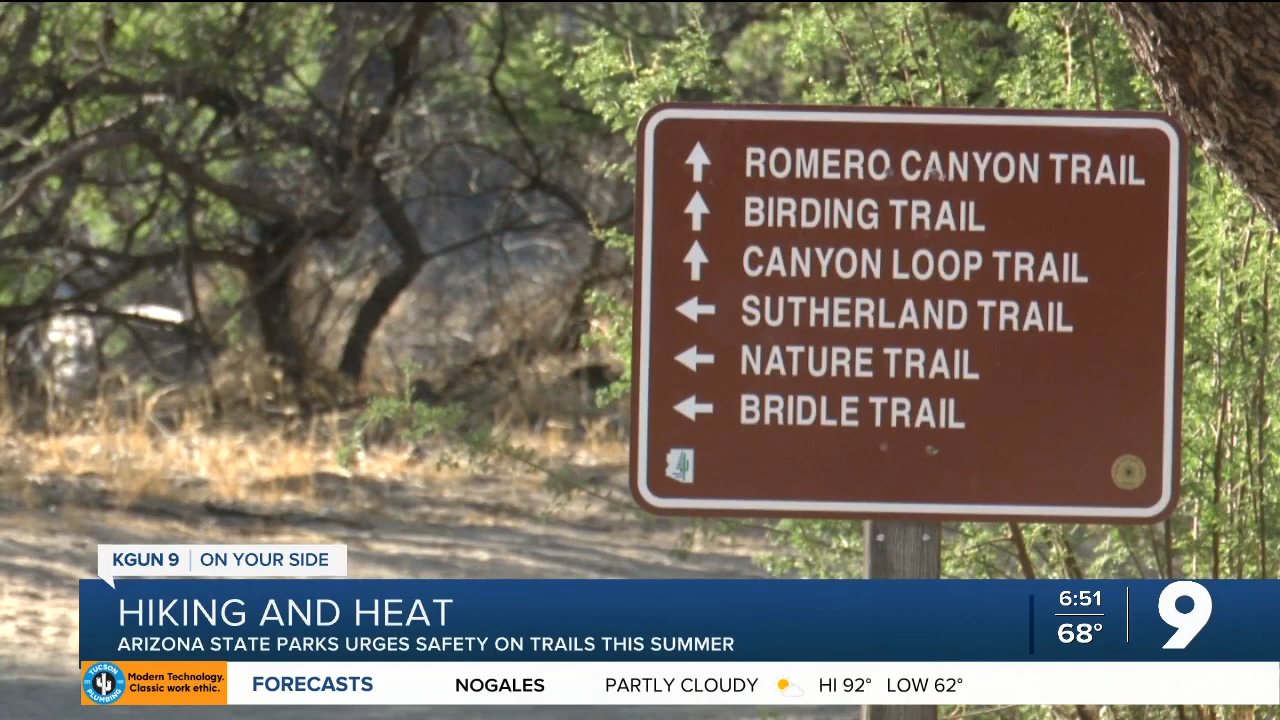 ROMERO CANYON TRAIL
BIRDING TRAIL
CANYON LOOP TRAIL
SUTHERLAND TRAIL
NATURE TRAIL
BRIDLE TRAIL
KGUN 9 | ON YOUR SIDE
HIKING AND HEAT
ARIZONA STATE PARKS URGES SAFETY ON TRAILS THIS SUMMER
6:51
68°
9
TUCSON PLUMBING
Modern Technology.
Classic work ethic.
FORECASTS NOGALES PARTLY CLOUDY HI 92° LOW 62°